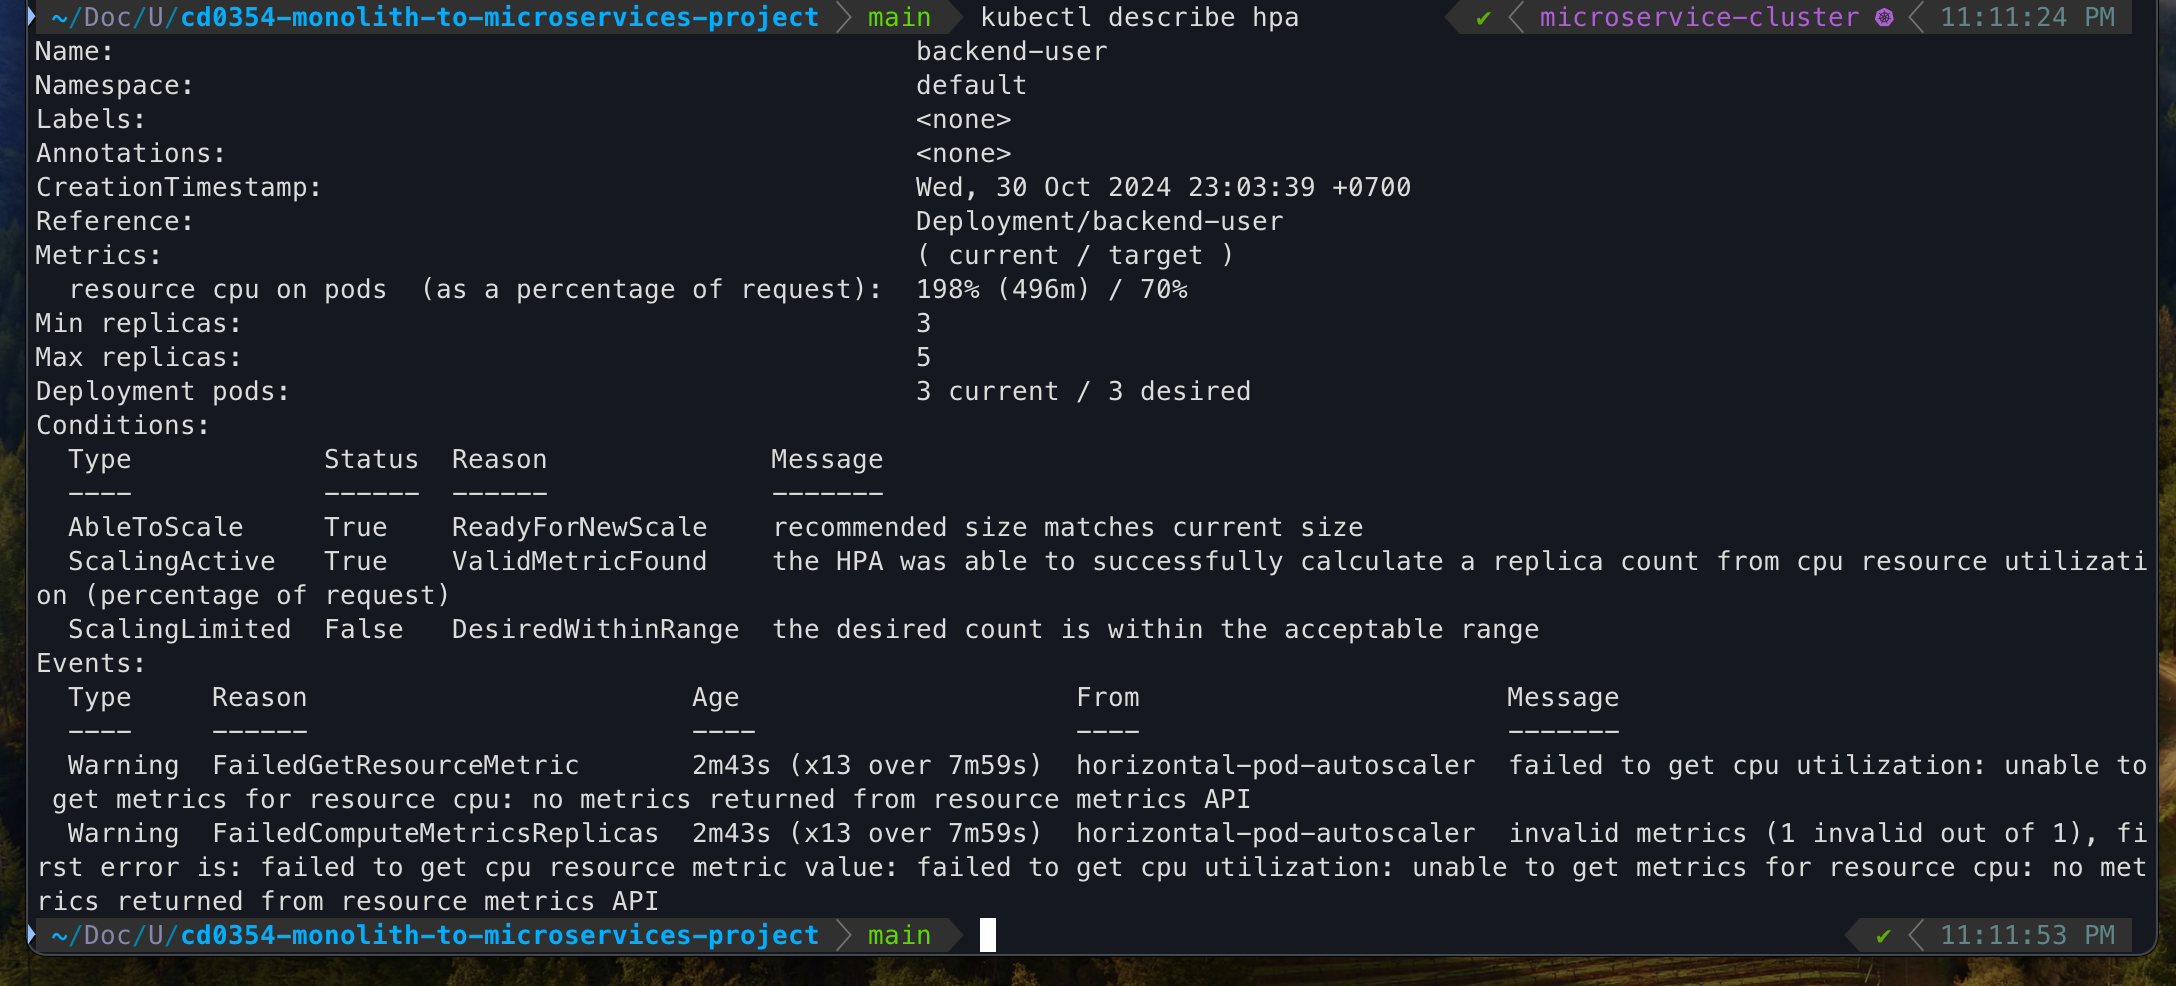 ~/Doc/U/cd0354-monolith-to-microservices-project main kubectl describe hpa ✔ microservice-cluster 11:11:24 PM
Name: backend-user
Namespace: default
Labels: <none>
Annotations: <none>
CreationTimestamp: Wed, 30 Oct 2024 23:03:39 +0700
Reference: Deployment/backend-user
Metrics: ( current / target )
resource cpu on pods (as a percentage of request): 198% (496m) / 70%
Min replicas: 3
Max replicas: 5
Deployment pods: 3 current / 3 desired
Conditions:
Type Status Reason Message
---- ------ ------ -------
AbleToScale True ReadyForNewScale recommended size matches current size
ScalingActive True ValidMetricFound the HPA was able to successfully calculate a replica count from cpu resource utilizati
on (percentage of request)
ScalingLimited False DesiredWithinRange the desired count is within the acceptable range
Events:
Type Reason Age From Message
---- ------ ---- ---- -------
Warning FailedGetResourceMetric 2m43s (x13 over 7m59s) horizontal-pod-autoscaler failed to get cpu utilization: unable to
get metrics for resource cpu: no metrics returned from resource metrics API
Warning FailedComputeMetricsReplicas 2m43s (x13 over 7m59s) horizontal-pod-autoscaler invalid metrics (1 invalid out of 1), fi
rst error is: failed to get cpu resource metric value: failed to get cpu utilization: unable to get metrics for resource cpu: no met
rics returned from resource metrics API
~/Doc/U/cd0354-monolith-to-microservices-project main ✔ 11:11:53 PM